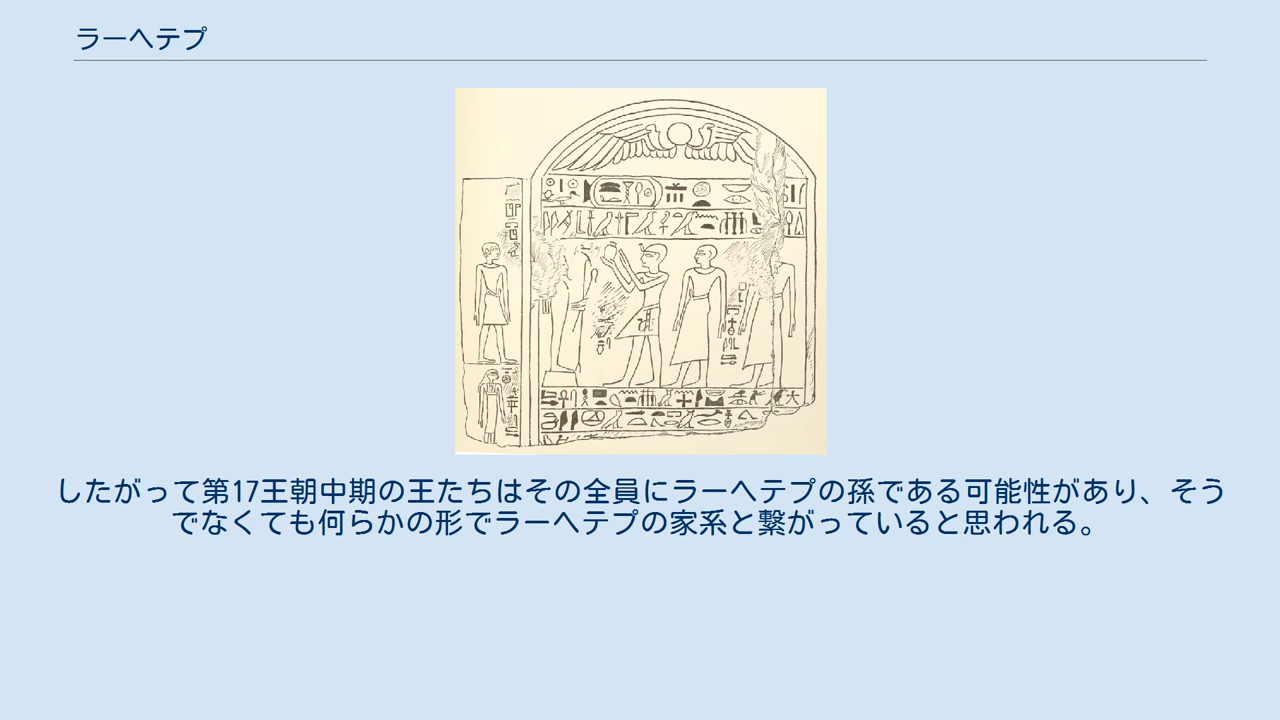 ラーヘテプ
したがって第17王朝中期の王たちはその全員にラーヘテプの孫である可能性があり、そう
でなくても何らかの形でラーヘテプの家系と繋がっていると思われる。